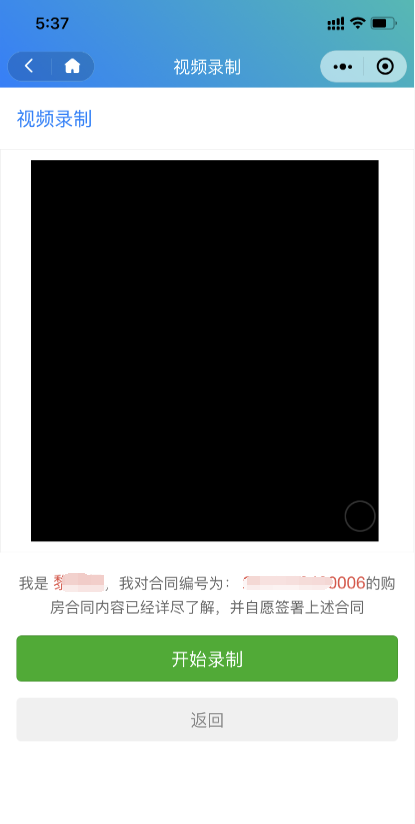 5:37
视频录制
视频录制
我是，我对合同编号为：0006的购
房合同内容已经详尽了解，并自愿签署上述合同
开始录制
返回